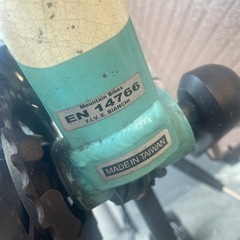 Mountain Bikes
EN 14766
F.I.V. E. BIANCHI
MADE IN TAIWAN